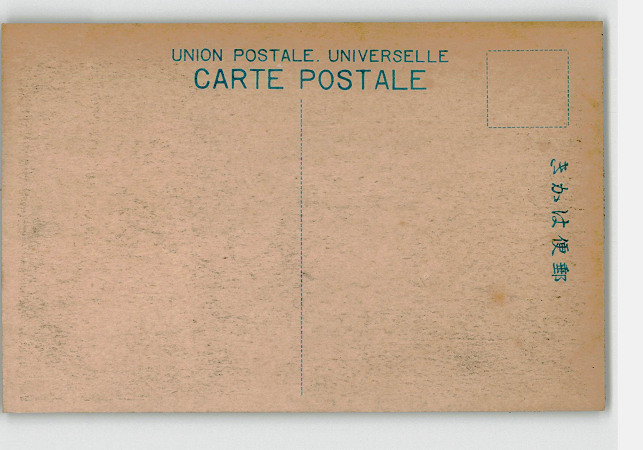 UNION POSTALE. UNIVERSELLE
CARTE POSTALE
きかは便郵